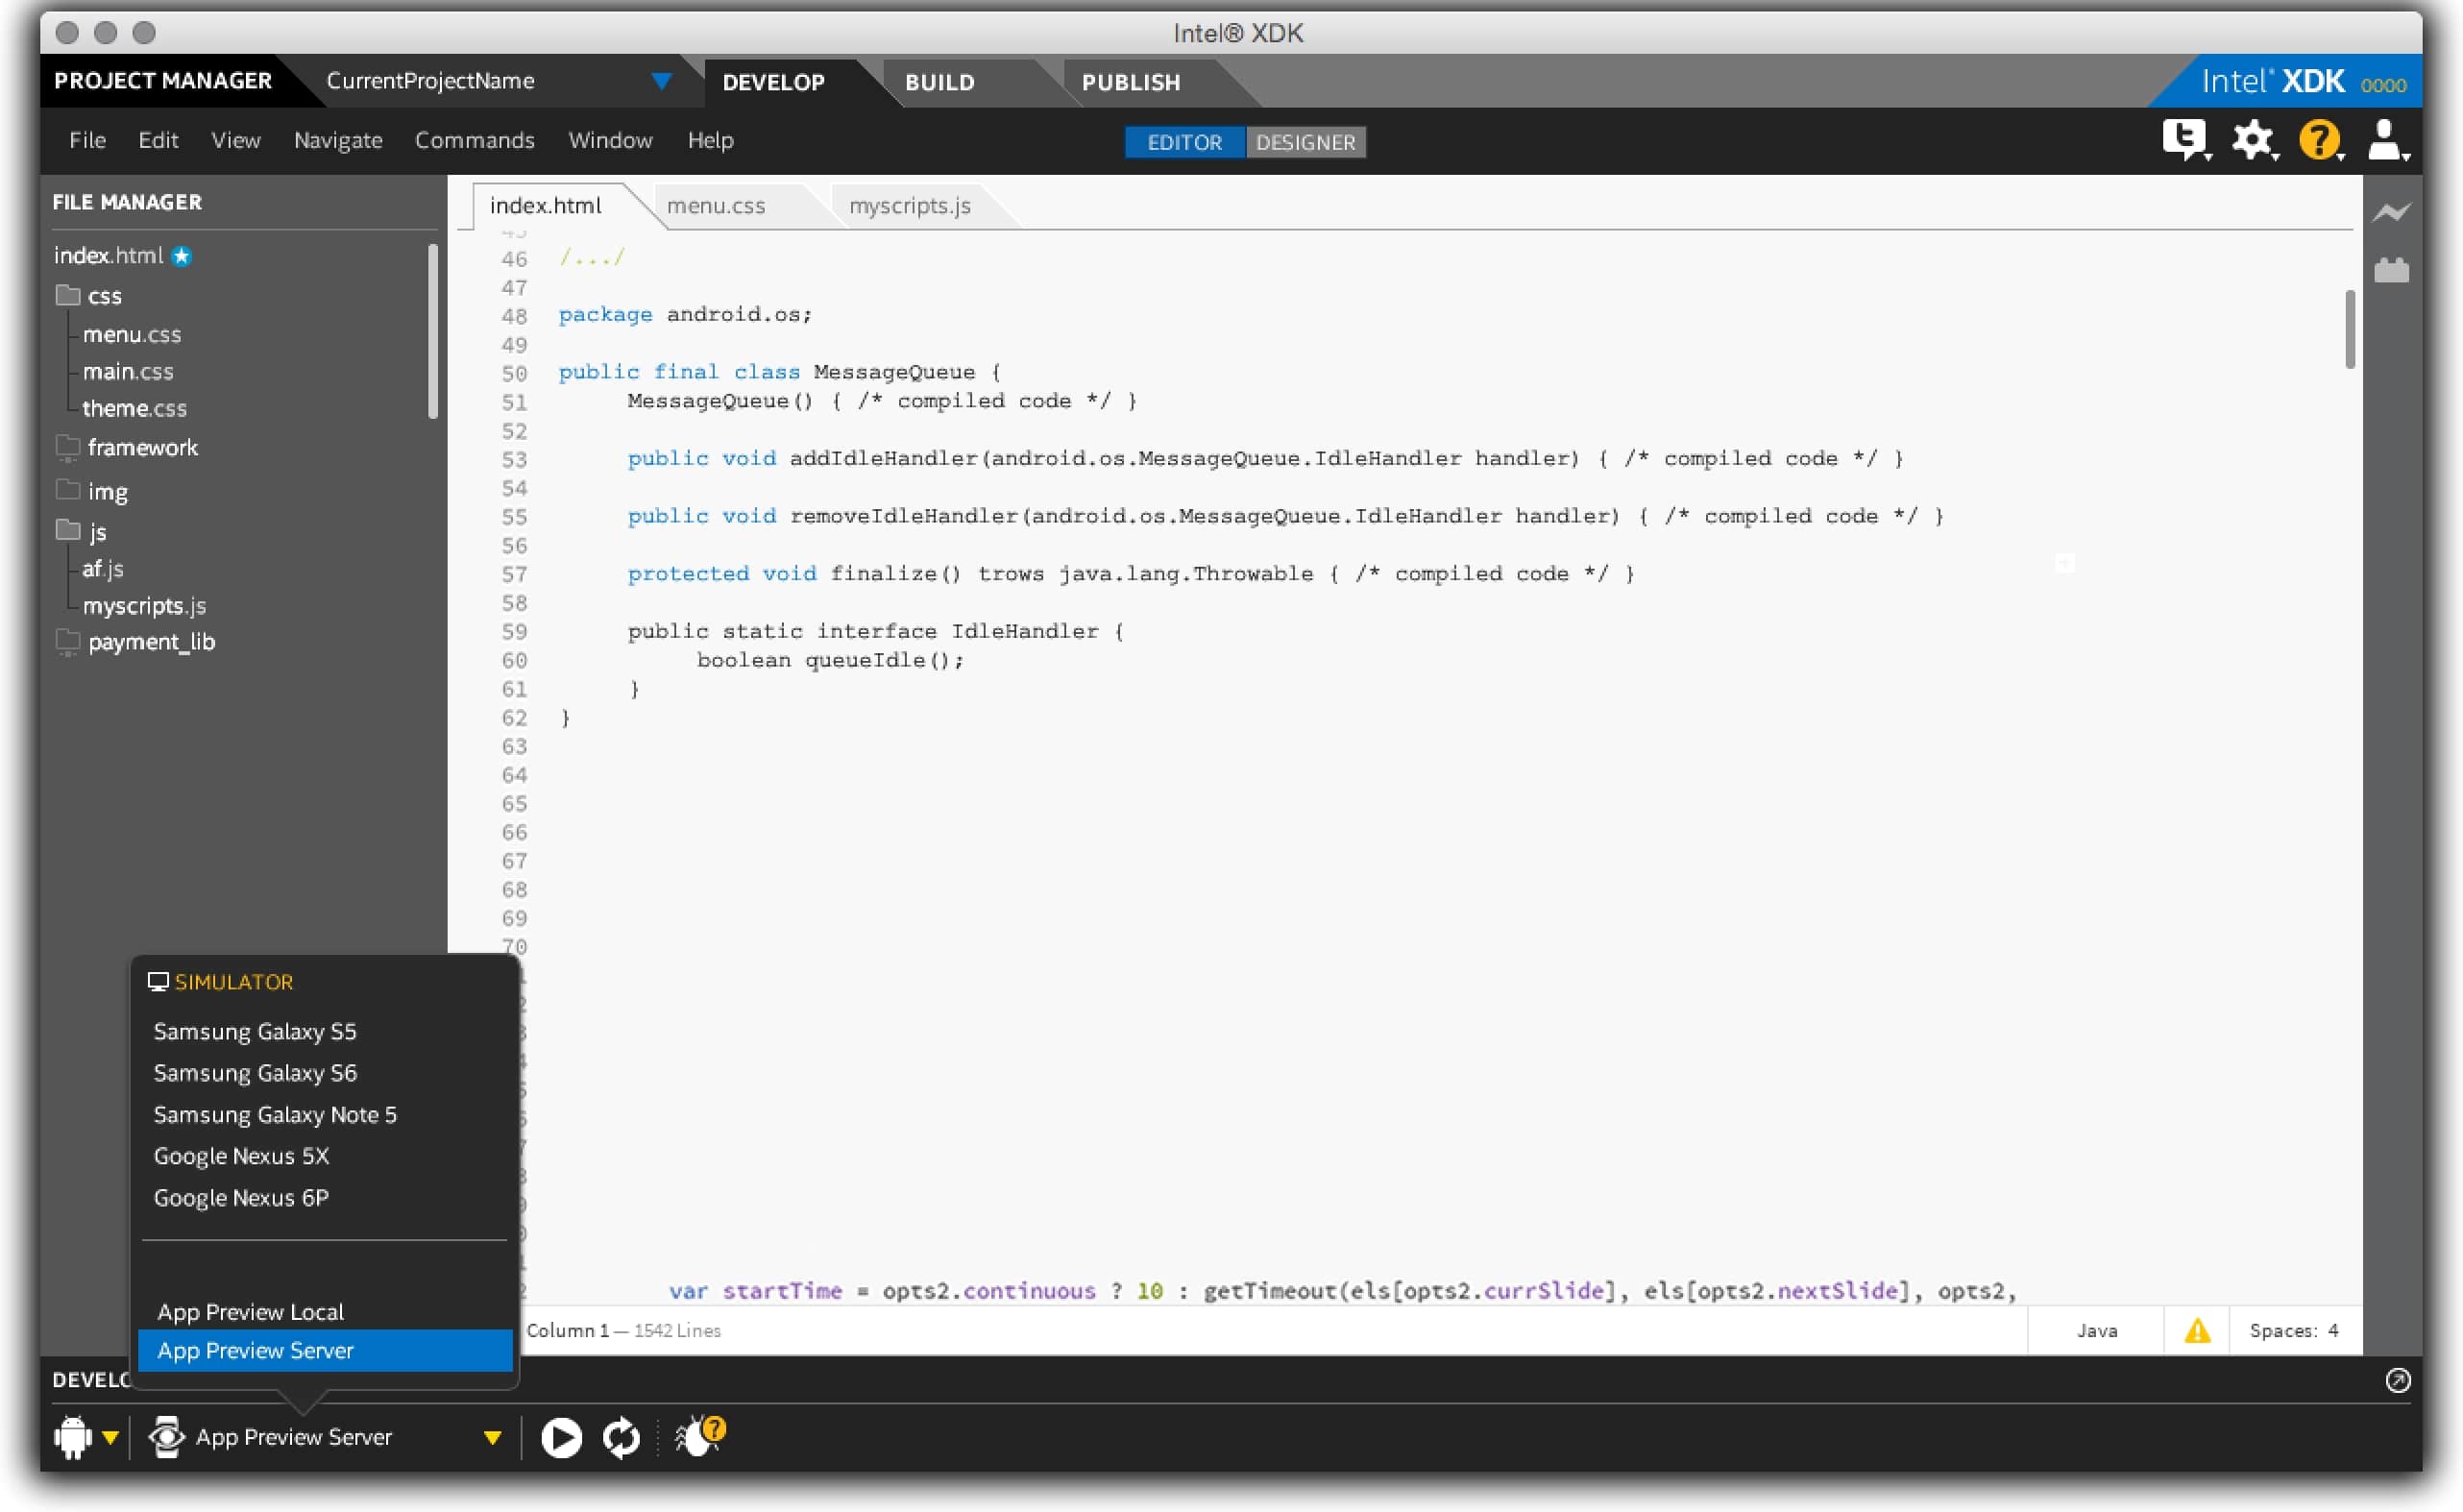 Intel® XDK
PROJECT MANAGER CurrentProjectName DEVELOP BUILD PUBLISH Intel® XDK 0000
File Edit View Navigate Commands Window Help EDITOR DESIGNER
FILE MANAGER
index.html
css
menu.css
main.css
theme.css
framework
img
js
af.js
myscripts.js
payment_lib
index.html menu.css myscripts.js
45
46 /.../
47
48 package android.os;
49
50 public final class MessageQueue {
51 MessageQueue() { /* compiled code */ }
52
53 public void addIdleHandler(android.os.MessageQueue.IdleHandler handler) { /* compiled code */ }
54
55 public void removeIdleHandler(android.os.MessageQueue.IdleHandler handler) { /* compiled code */ }
56
57 protected void finalize() trows java.lang.Throwable { /* compiled code */ }
58
59 public static interface IdleHandler {
60 boolean queueIdle();
61 }
62 }
63
64
65
66
67
68
69
70
var startTime = opts2.continuous ? 10 : getTimeout(els[opts2.currSlide], els[opts2.nextSlide], opts2,
Column 1 — 1542 Lines Java Spaces: 4
SIMULATOR
Samsung Galaxy S5
Samsung Galaxy S6
Samsung Galaxy Note 5
Google Nexus 5X
Google Nexus 6P
App Preview Local
App Preview Server
DEVELO
App Preview Server